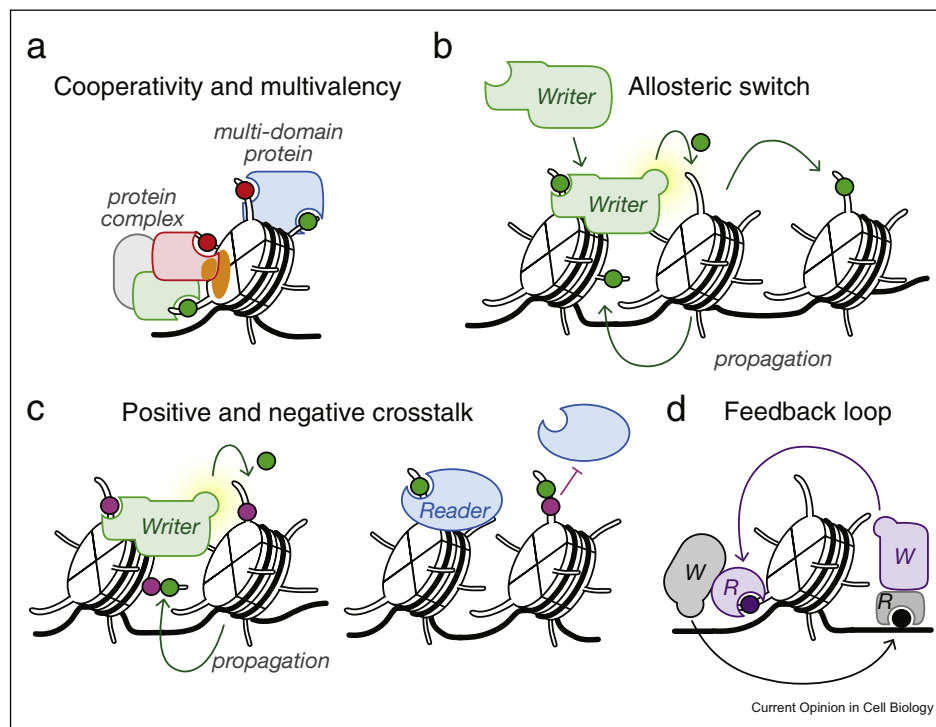 a
Cooperativity and multivalency
multi-domain
protein
protein
complex
b
Allosteric switch
Writer
Writer
propagation
c
Positive and negative crosstalk
Writer
Reader
propagation
d
Feedback loop
W
R
W
R
Current Opinion in Cell Biology